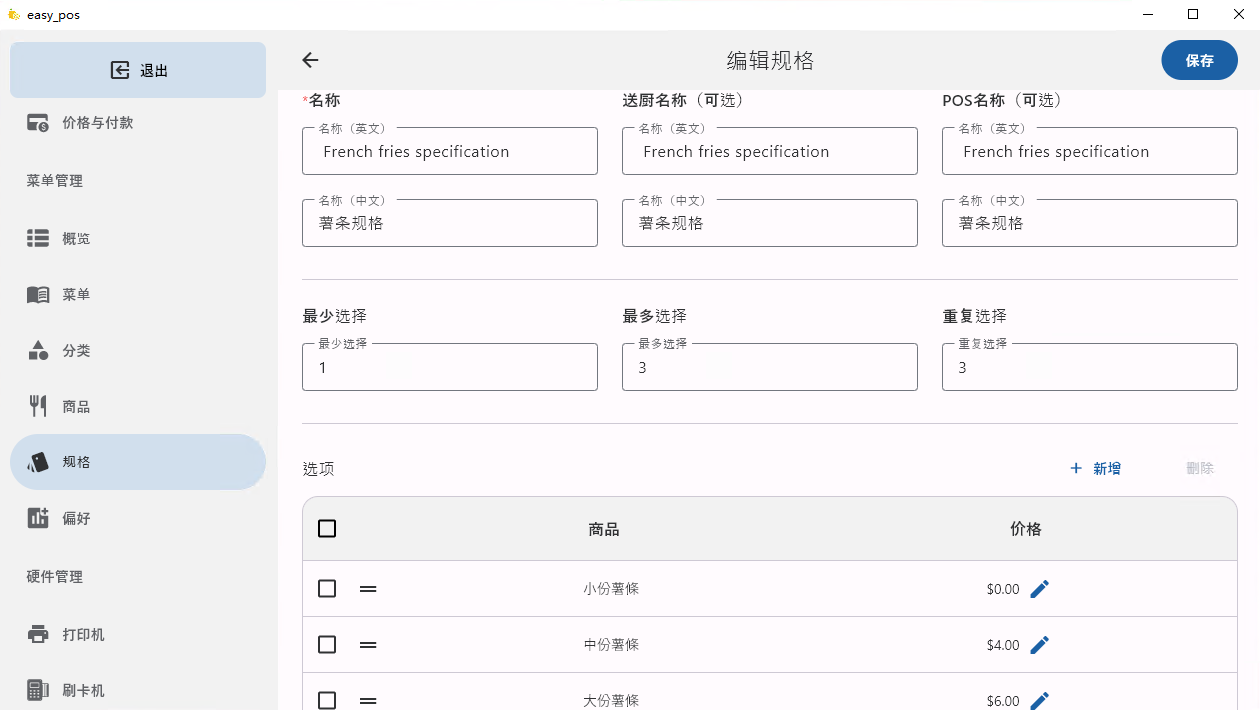 easy_pos
退出
编辑规格
保存
价格与付款
菜单管理
概览
菜单
分类
商品
规格
偏好
硬件管理
打印机
刷卡机
*名称
送厨名称（可选）
POS名称（可选）
名称（英文）
名称（英文）
名称（英文）
French fries specification
French fries specification
French fries specification
名称（中文）
名称（中文）
名称（中文）
薯条规格
薯条规格
薯条规格
最少选择
最多选择
重复选择
最少选择
最多选择
重复选择
1
3
3
选项
+ 新增
删除
商品
价格
小份薯條
$0.00
中份薯條
$4.00
大份薯條
$6.00